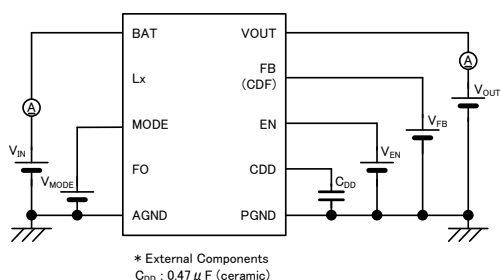 BAT VOUT
Lx FB
(CDF)
A A
VOUT
MODE EN
VFB
VIN VMODE FO CDD CDD VEN
AGND PGND
* External Components
CDD : 0.47 μF (ceramic)